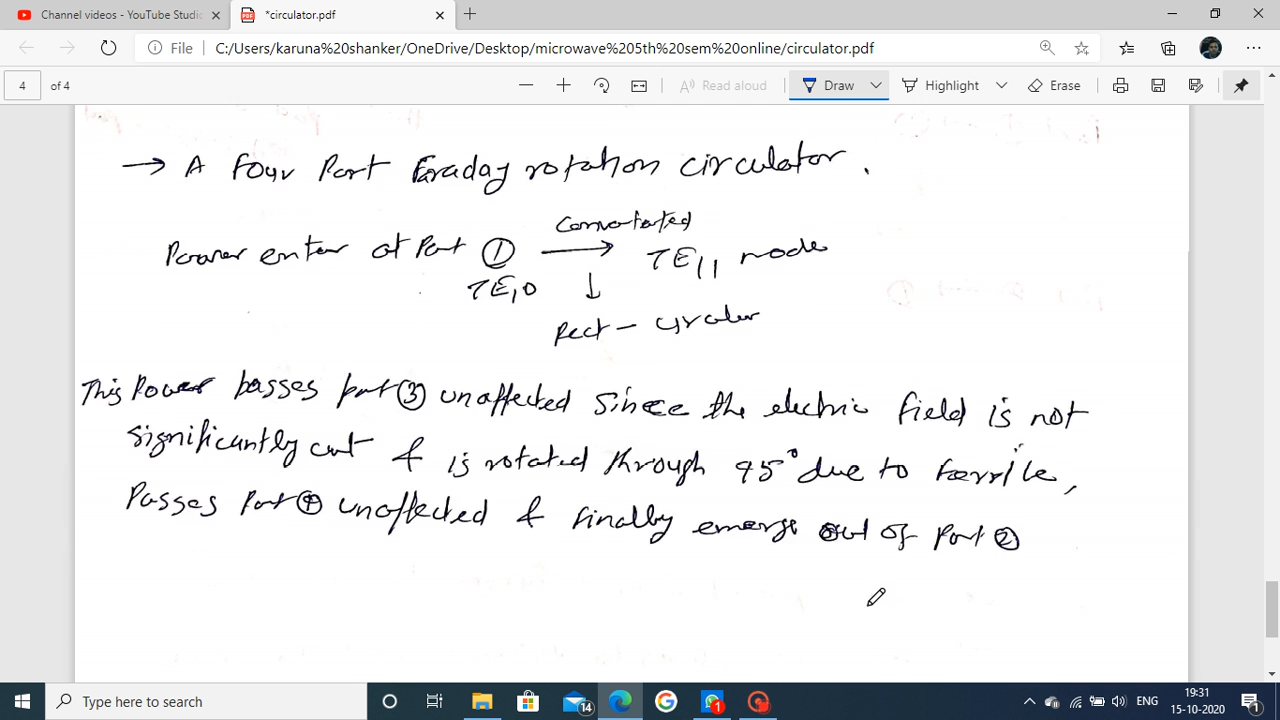 Channel videos - YouTube Studio
*circulator.pdf
File
C:/Users/karuna%20shanker/OneDrive/Desktop/microwave%205th%20sem%20online/circulator.pdf
4 of 4
Read aloud
Draw
Highlight
Erase
→ A Four Port Faraday rotation circulator.
Converted
Power enter at Port ① → TE11 mode
TE10
Rect - circular
This Power passes port ③ unaffected since the electric field is not
significantly cut & is rotated through 45° due to ferrite,
Passes Port ④ unaffected & finally emerge out of Port ②
Type here to search
14
1
ENG
19:31
15-10-2020
1